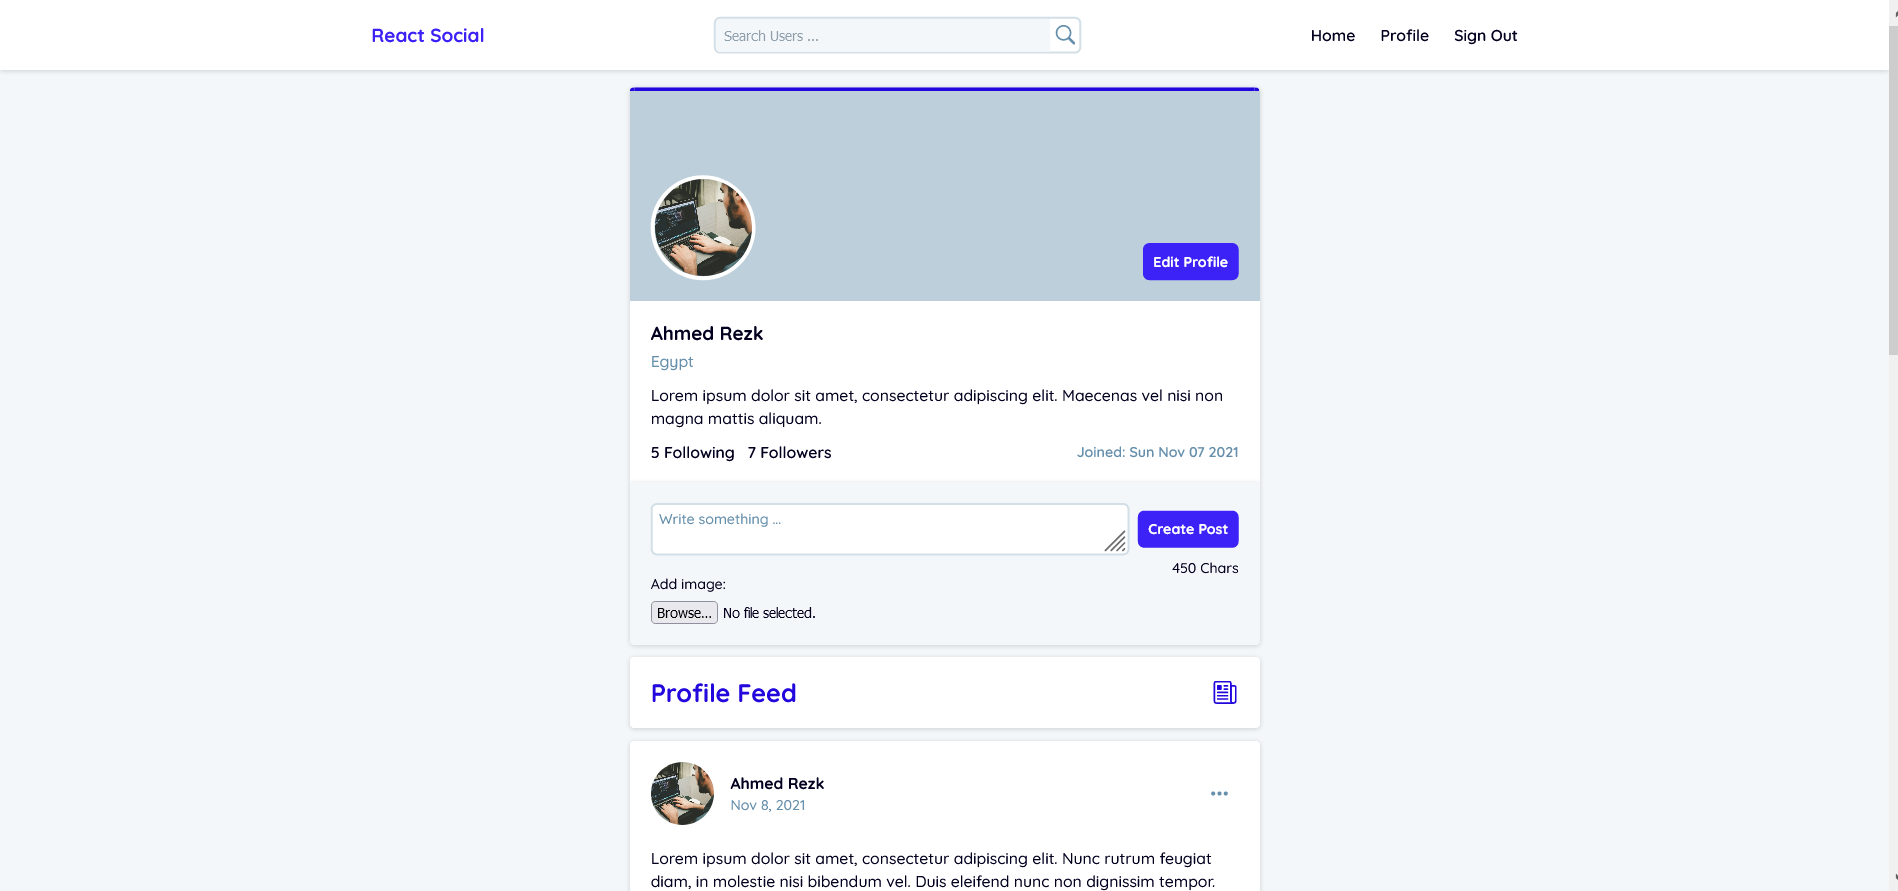 React Social
Search Users ...
Home
Profile
Sign Out
Edit Profile
Ahmed Rezk
Egypt
Lorem ipsum dolor sit amet, consectetur adipiscing elit. Maecenas vel nisi non
magna mattis aliquam.
5 Following 7 Followers
Joined: Sun Nov 07 2021
Write something ...
Create Post
450 Chars
Add image:
Browse... No file selected.
Profile Feed
Ahmed Rezk
Nov 8, 2021
Lorem ipsum dolor sit amet, consectetur adipiscing elit. Nunc rutrum feugiat
diam, in molestie nisi bibendum vel. Duis eleifend nunc non dignissim tempor.